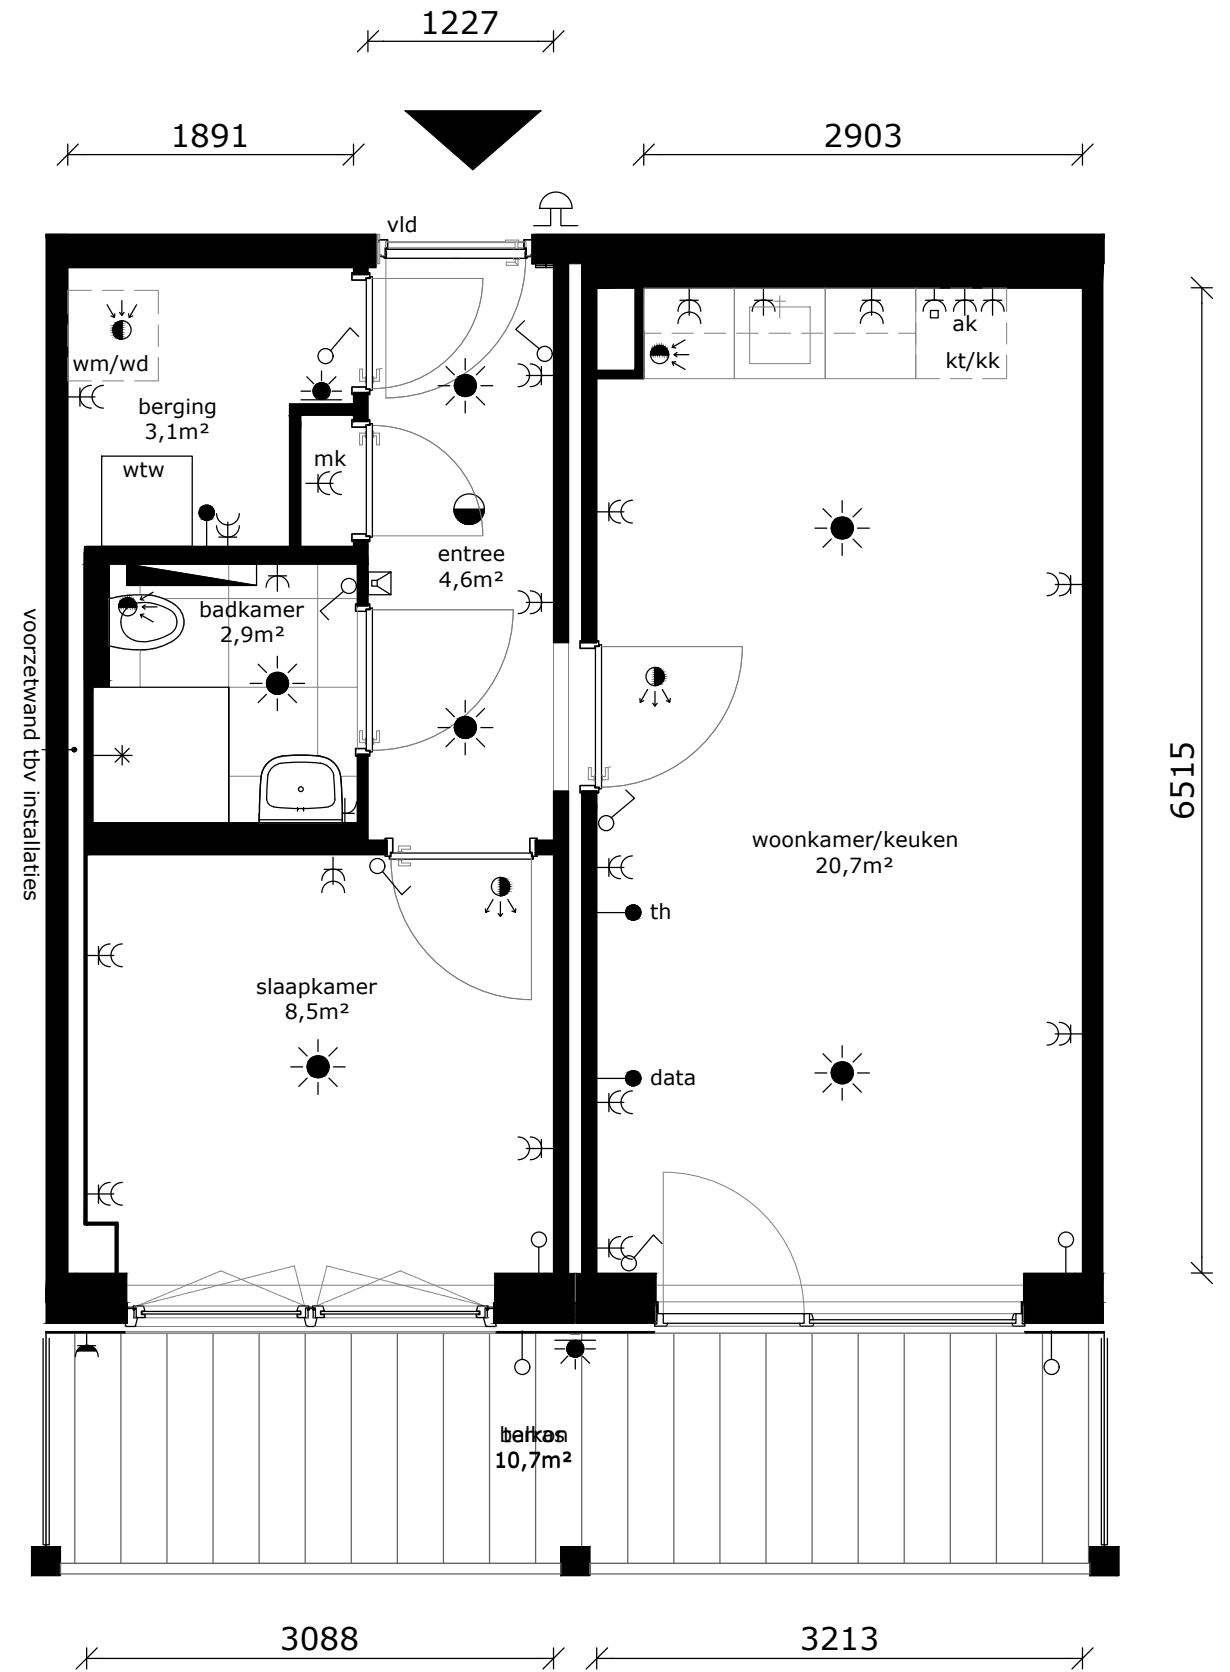 1227
1891
2903
vld
wm/wd
berging
3,1m²
wtw
mk
ak
kt/kk
entree
4,6m²
badkamer
2,9m²
voorzetwand tbv installaties
6515
woonkamer/keuken
20,7m²
th
slaapkamer
8,5m²
data
10,7m²
3088
3213